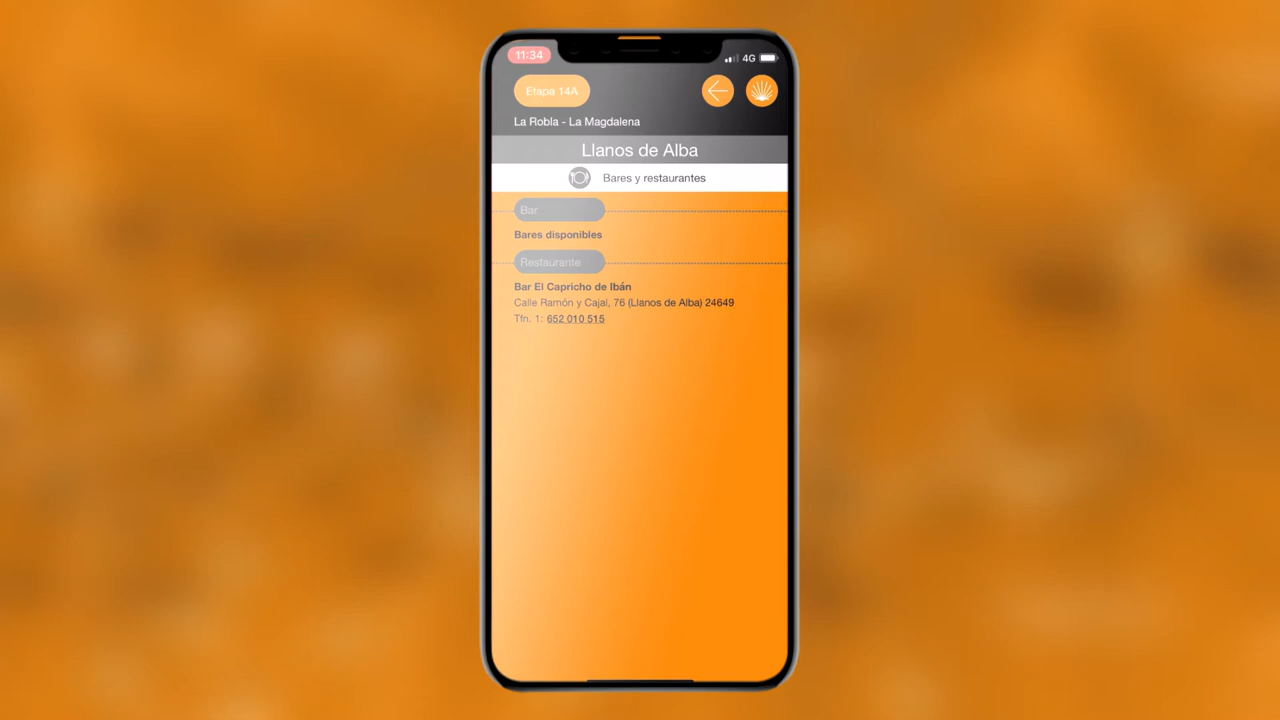 11:34
4G
Etapa 14A
La Robla - La Magdalena
Llanos de Alba
Bares y restaurantes
Bar
Bares disponibles
Restaurante
Bar El Capricho de Ibán
Calle Ramón y Cajal, 76 (Llanos de Alba) 24649
Tfn. 1: 652 010 515